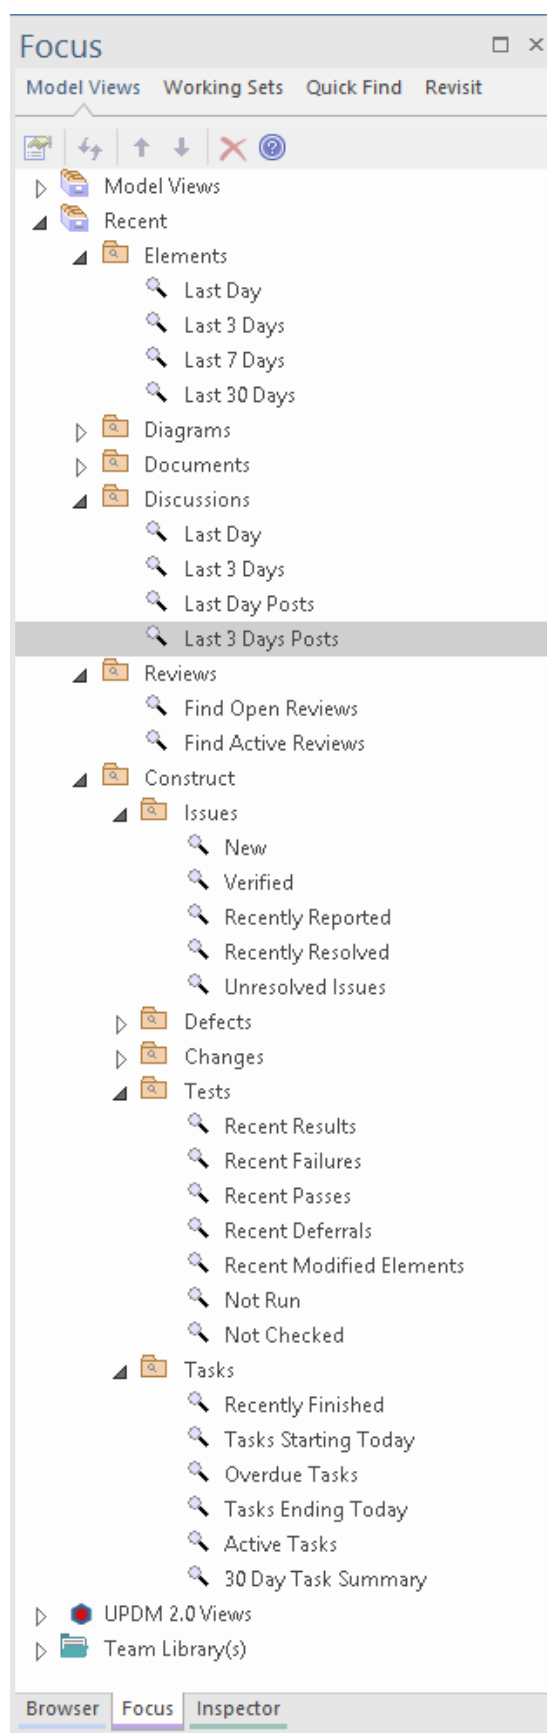 Focus
Model Views Working Sets Quick Find Revisit
Model Views
Recent
Elements
Last Day
Last 3 Days
Last 7 Days
Last 30 Days
Diagrams
Documents
Discussions
Last Day
Last 3 Days
Last Day Posts
Last 3 Days Posts
Reviews
Find Open Reviews
Find Active Reviews
Construct
Issues
New
Verified
Recently Reported
Recently Resolved
Unresolved Issues
Defects
Changes
Tests
Recent Results
Recent Failures
Recent Passes
Recent Deferrals
Recent Modified Elements
Not Run
Not Checked
Tasks
Recently Finished
Tasks Starting Today
Overdue Tasks
Tasks Ending Today
Active Tasks
30 Day Task Summary
UPDM 2.0 Views
Team Library(s)
Browser Focus Inspector